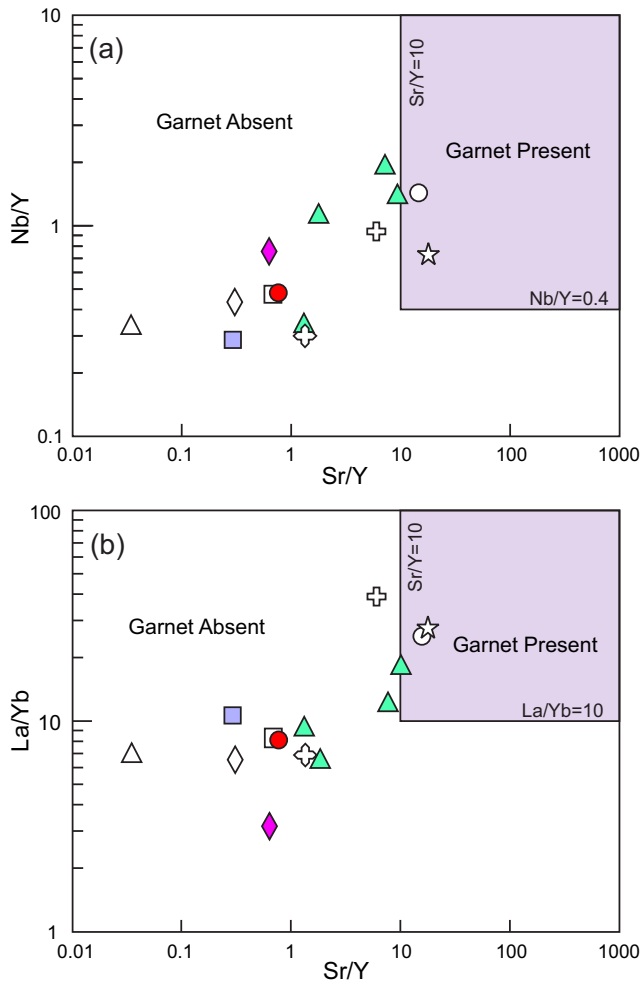 (a)
10
1
0.1
Nb/Y
Garnet Absent
Sr/Y=10
Garnet Present
Nb/Y=0.4
0.01 0.1 1 10 100 1000
Sr/Y
(b)
100
10
1
La/Yb
Garnet Absent
Sr/Y=10
Garnet Present
La/Yb=10
0.01 0.1 1 10 100 1000
Sr/Y